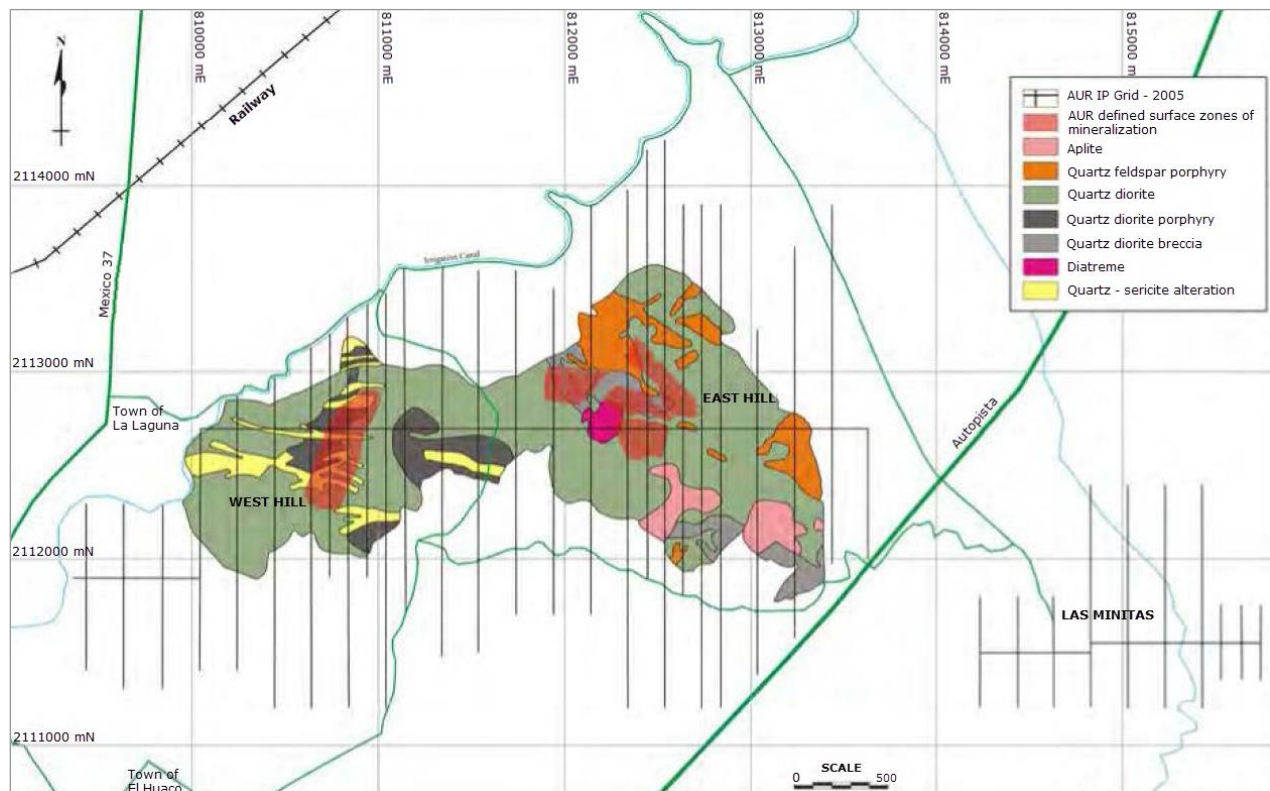 810000 mE
811000 mE
812000 mE
813000 mE
814000 mE
815000 m
N
Railway
AUR IP Grid - 2005
AUR defined surface zones of
mineralization
Aplite
Quartz feldspar porphyry
Quartz diorite
Quartz diorite porphyry
Quartz diorite breccia
Diatreme
Quartz - sericite alteration
2114000 mN
Mexico 37
Irrigation Canal
2113000 mN
Town of
La Laguna
EAST HILL
Autopista
WEST HILL
2112000 mN
LAS MINITAS
2111000 mN
Town of
El Huaco
SCALE
0 500